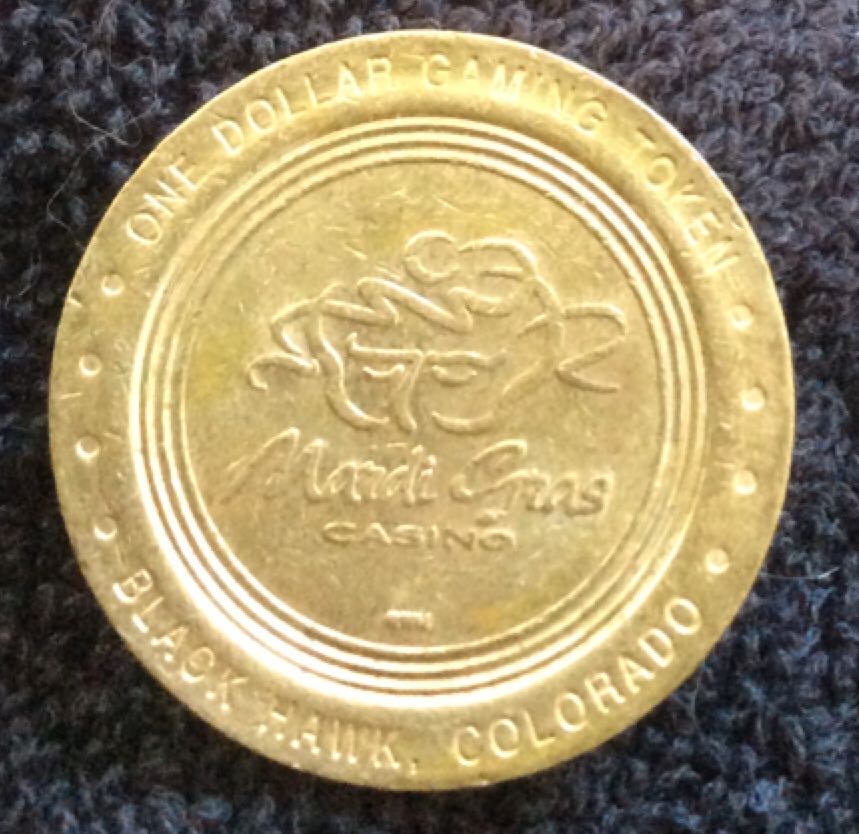 ONE DOLLAR GAMING TOKEN
Mardi Gras
CASINO
BLACK HAWK, COLORADO